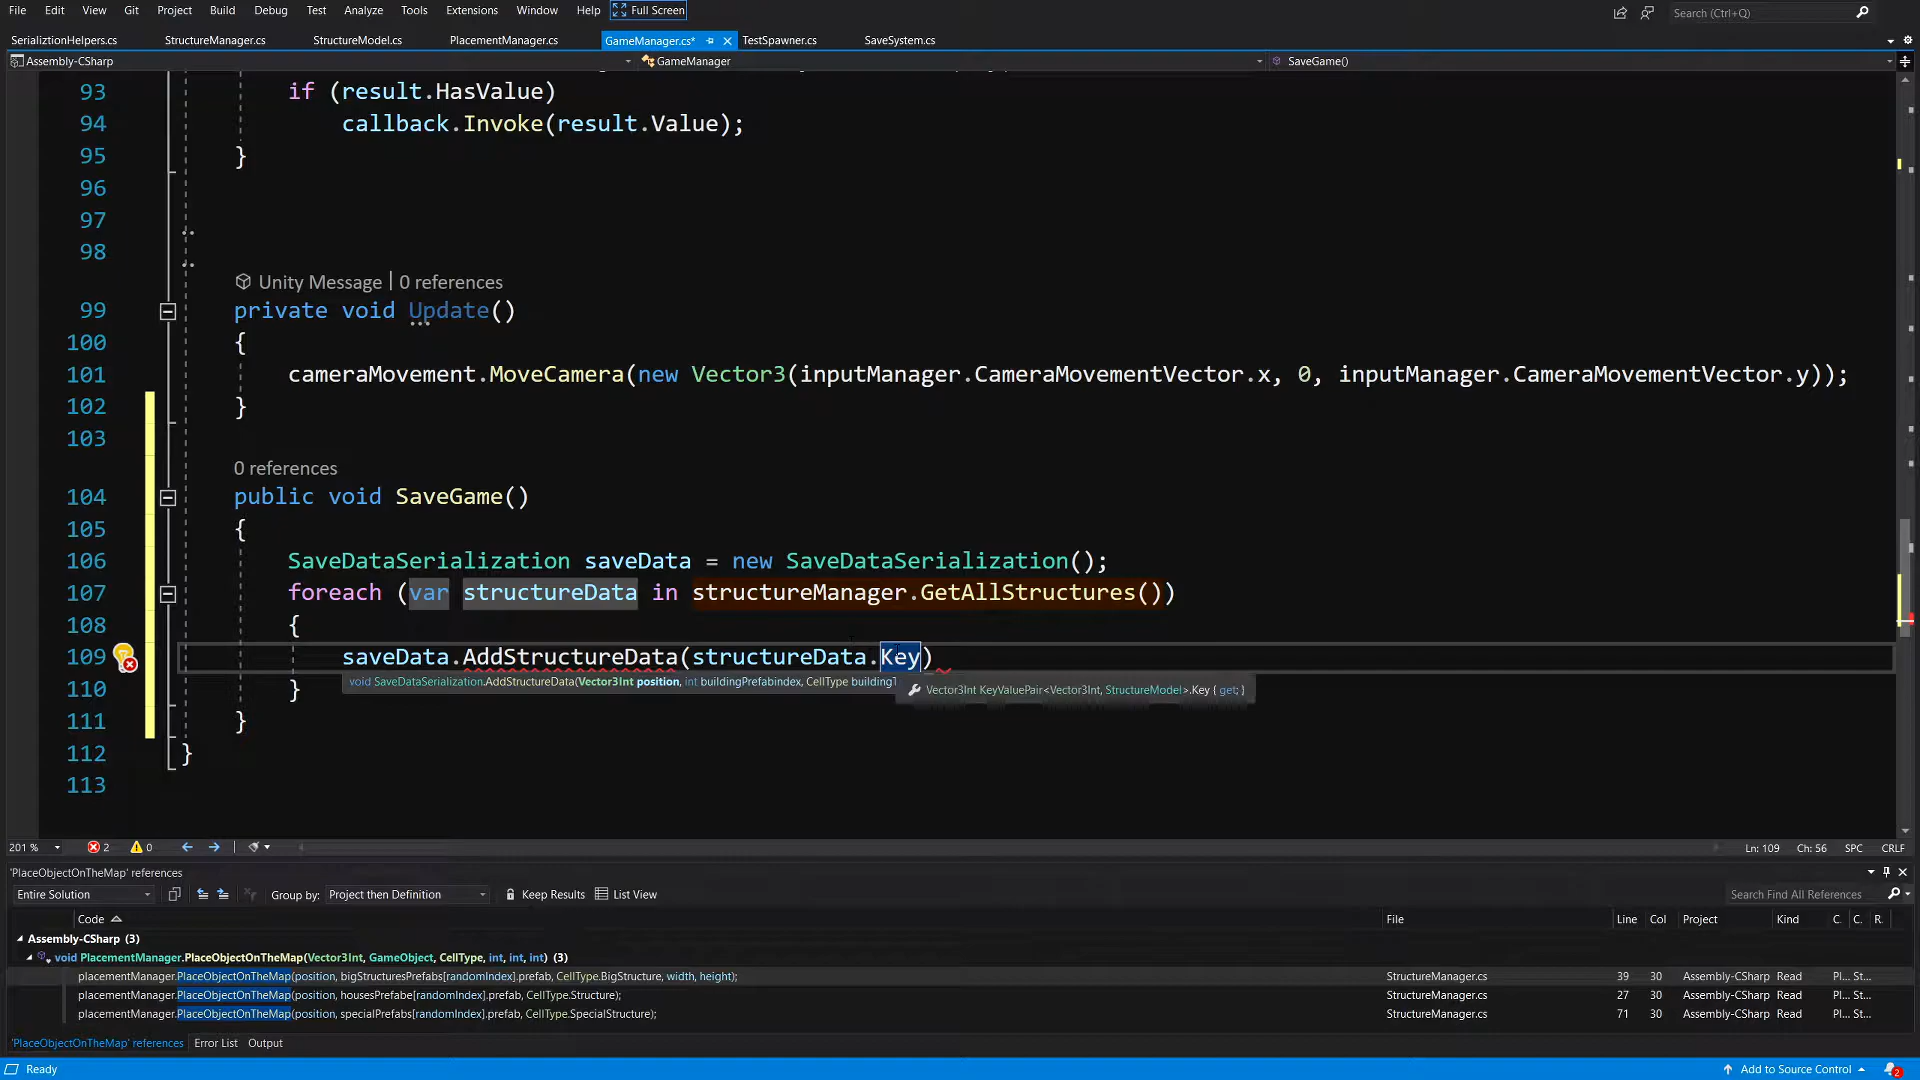 File Edit View Git Project Build Debug Test Analyze Tools Extensions Window Help Full Screen Search (Ctrl+Q)
SerializtionHelpers.cs StructureManager.cs StructureModel.cs PlacementManager.cs GameManager.cs* TestSpawner.cs SaveSystem.cs
Assembly-CSharp GameManager SaveGame()
93 if (result.HasValue)
94 callback.Invoke(result.Value);
95 }
96
97
98
Unity Message | 0 references
99 private void Update()
100 {
101 cameraMovement.MoveCamera(new Vector3(inputManager.CameraMovementVector.x, 0, inputManager.CameraMovementVector.y));
102 }
103
0 references
104 public void SaveGame()
105 {
106 SaveDataSerialization saveData = new SaveDataSerialization();
107 foreach (var structureData in structureManager.GetAllStructures())
108 {
109 saveData.AddStructureData(structureData.Key)
void SaveDataSerialization.AddStructureData(Vector3Int position, int buildingPrefabindex, CellType
Vector3Int KeyValuePair<Vector3Int, StructureModel>.Key { get; }
110 }
111 }
112 }
113
201 % 2 0 Ln: 109 Ch: 56 SPC CRLF
'PlaceObjectOnTheMap' references
Entire Solution Group by: Project then Definition Keep Results List View Search Find All References
Code File Line Col Project Kind C. C. R.
Assembly-CSharp (3)
void PlacementManager.PlaceObjectOnTheMap(Vector3Int, GameObject, CellType, int, int, int) (3)
placementManager.PlaceObjectOnTheMap(position, bigStructuresPrefabs[randomIndex].prefab, CellType.BigStructure, width, height); StructureManager.cs 39 30 Assembly-CSharp Read Pl... St...
placementManager.PlaceObjectOnTheMap(position, housesPrefabe[randomIndex].prefab, CellType.Structure); StructureManager.cs 27 30 Assembly-CSharp Read Pl... St...
placementManager.PlaceObjectOnTheMap(position, specialPrefabs[randomIndex].prefab, CellType.SpecialStructure); StructureManager.cs 71 30 Assembly-CSharp Read Pl... St...
'PlaceObjectOnTheMap' references Error List Output
Ready Add to Source Control 2